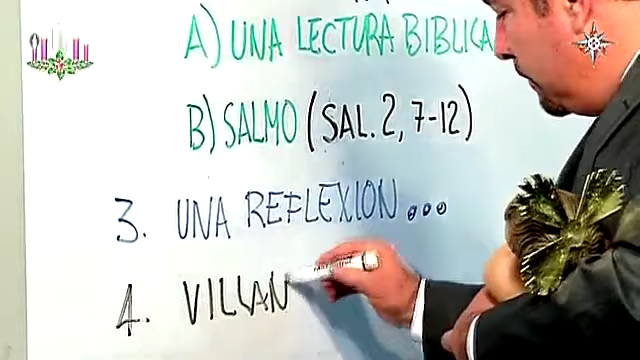 A) UNA LECTURA BIBLICA
B) SALMO (SAL. 2, 7-12)
3. UNA REFLEXION...
4. VILLAN